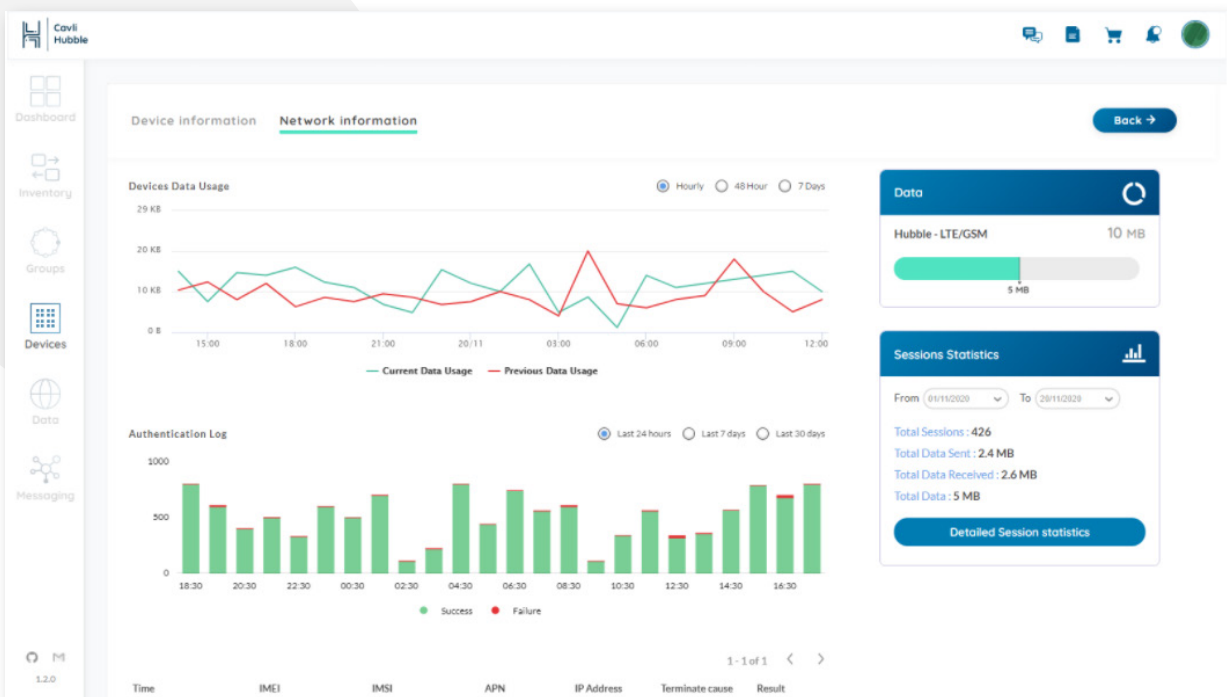 Cavli
Hubble
Dashboard
Inventory
Groups
Devices
Data
Messaging
1.2.0
Device information Network information
Back →
Devices Data Usage
Hourly 48 Hour 7 Days
29 KB
20 KB
10 KB
0 B
15:00 18:00 21:00 20/11 03:00 06:00 09:00 12:00
Current Data Usage Previous Data Usage
Authentication Log
Last 24 hours Last 7 days Last 30 days
1000
500
0
18:30 20:30 22:30 00:30 02:30 04:30 06:30 08:30 10:30 12:30 14:30 16:30
Success Failure
1 - 1 of 1
Time IMEI IMSI APN IP Address Terminate cause Result
Data
Hubble - LTE/GSM 10 MB
5 MB
Sessions Statistics
From 01/11/2020 To 29/11/2020
Total Sessions : 426
Total Data Sent : 2.4 MB
Total Data Received : 2.6 MB
Total Data : 5 MB
Detailed Session statistics